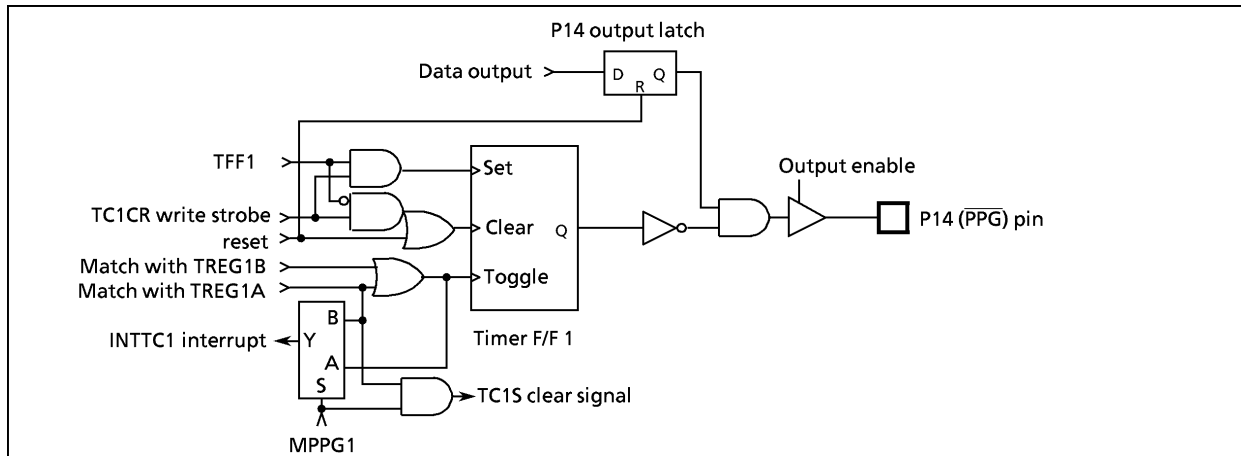 P14 output latch
Data output
D Q
R
TFF1
Set
Output enable
TC1CR write strobe
Clear
Q
P14 (PPG) pin
reset
Match with TREG1B
Toggle
Match with TREG1A
B
INTTC1 interrupt
Y
Timer F/F 1
A
S
TC1S clear signal
MPPG1